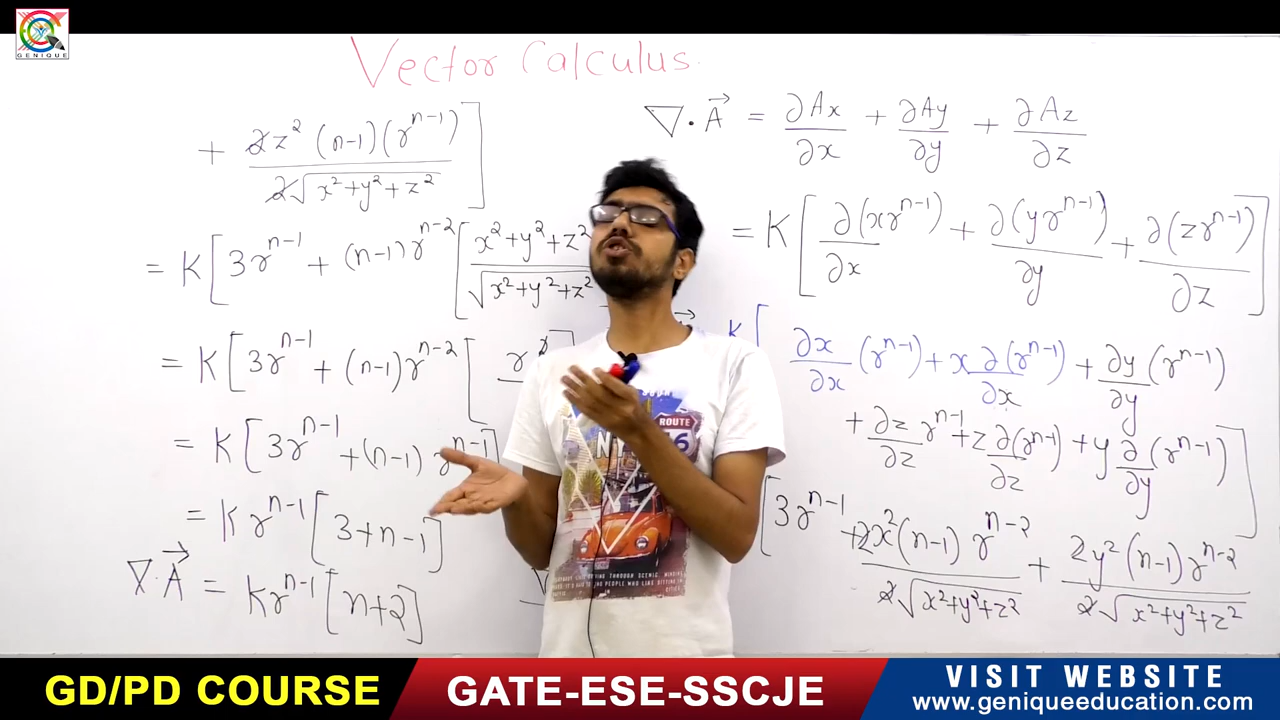 GENIQUE
Vector Calculus
+ 2z² (n-1)(r^{n-1}) / 2√x²+y²+z² ]
= K[3r^{n-1} + (n-1)r^{n-2} [ x²+y²+z² / √x²+y²+z²
= K[3r^{n-1} + (n-1)r^{n-2} [ r²
= K[3r^{n-1} + (n-1) r^{n-1}]
= Kr^{n-1} [3+n-1]
∇·A⃗ = Kr^{n-1} [n+2]
∇·A⃗ = ∂Ax/∂x + ∂Ay/∂y + ∂Az/∂z
= K[ ∂(xr^{n-1})/∂x + ∂(yr^{n-1})/∂y + ∂(zr^{n-1})/∂z ]
K[ ∂x/∂x (r^{n-1}) + x ∂(r^{n-1})/∂x + ∂y/∂y (r^{n-1})
+ ∂z/∂z r^{n-1} + z ∂(r^{n-1})/∂z + y ∂/∂y (r^{n-1}) ]
[3r^{n-1} + 2x²(n-1) r^{n-2} / 2√x²+y²+z² + 2y²(n-1)r^{n-2} / 2√x²+y²+z²
ROUTE
GD/PD COURSE
GATE-ESE-SSCJE
VISIT WEBSITE
www.geniqueeducation.com